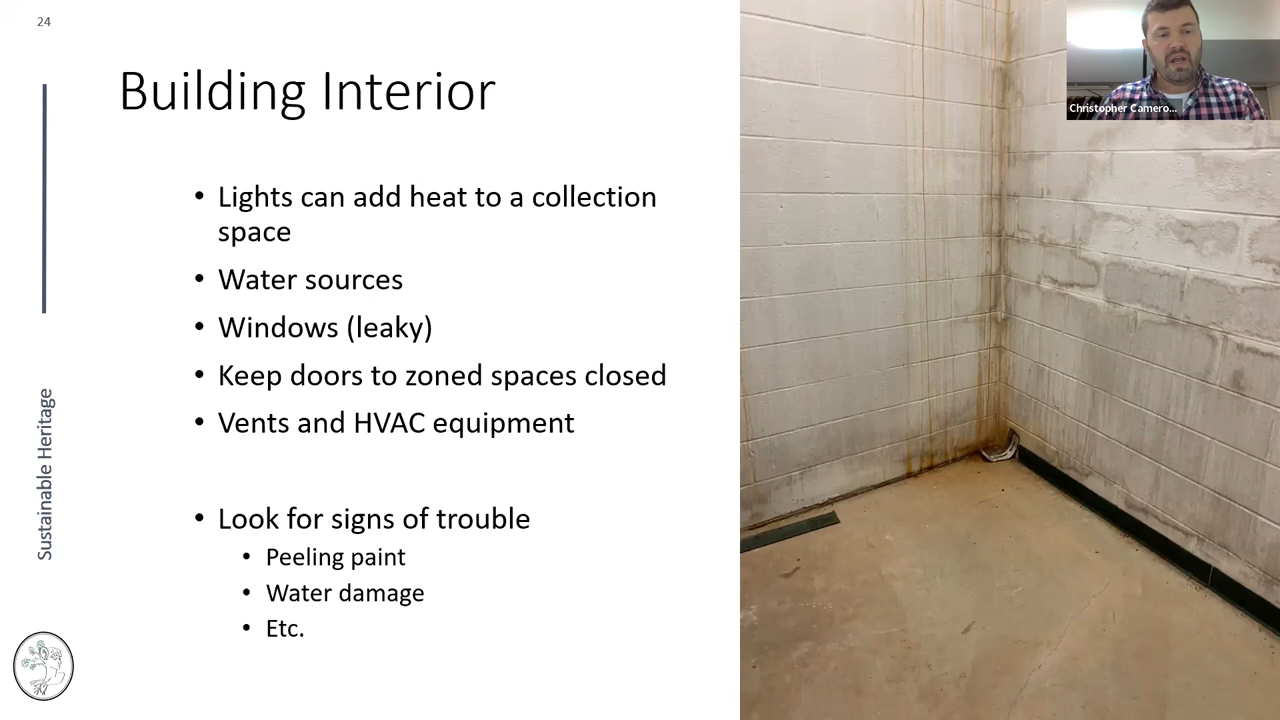 24
Building Interior
• Lights can add heat to a collection
space
• Water sources
• Windows (leaky)
• Keep doors to zoned spaces closed
• Vents and HVAC equipment
• Look for signs of trouble
• Peeling paint
• Water damage
• Etc.
Sustainable Heritage
Christopher Camero...